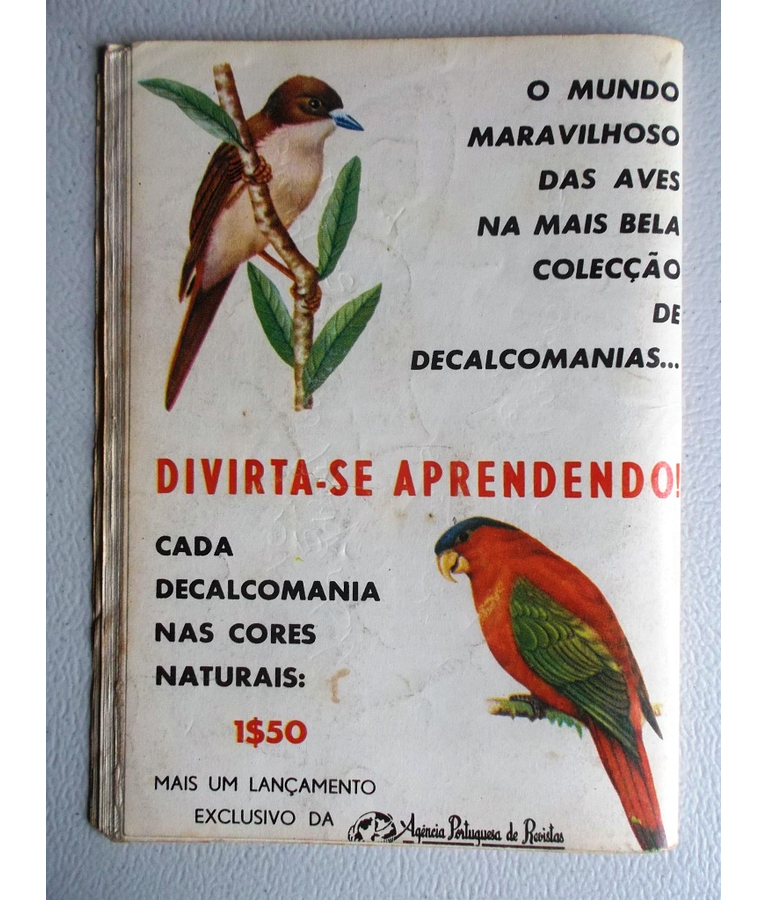 O MUNDO
MARAVILHOSO
DAS AVES
NA MAIS BELA
COLECÇÃO
DE
DECALCOMANIAS...
DIVIRTA-SE APRENDENDO!
CADA
DECALCOMANIA
NAS CORES
NATURAIS:
1$50
MAIS UM LANÇAMENTO
EXCLUSIVO DA Agência Portuguesa de Revistas